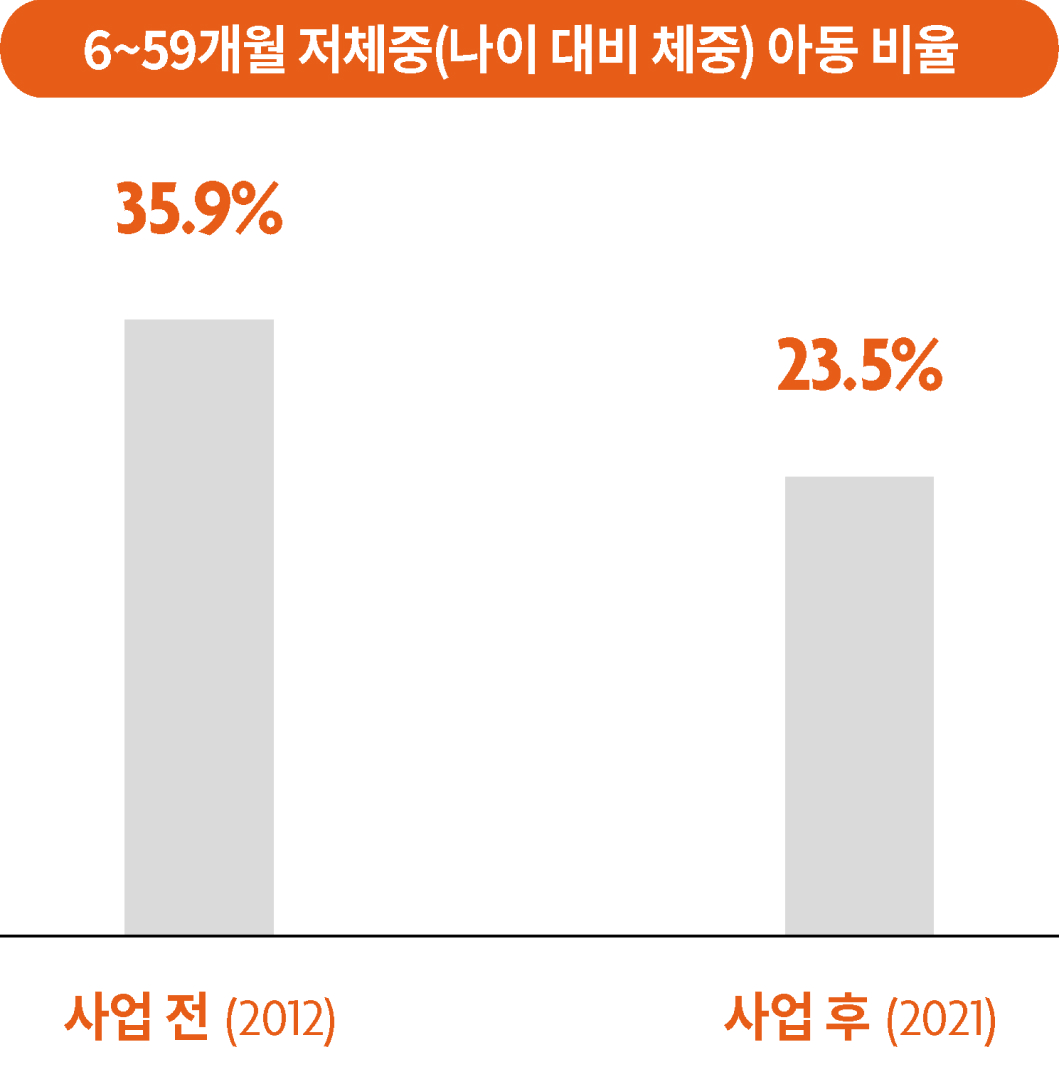 6~59개월 저체중(나이 대비 체중) 아동 비율
35.9%
23.5%
사업 전 (2012)
사업 후 (2021)